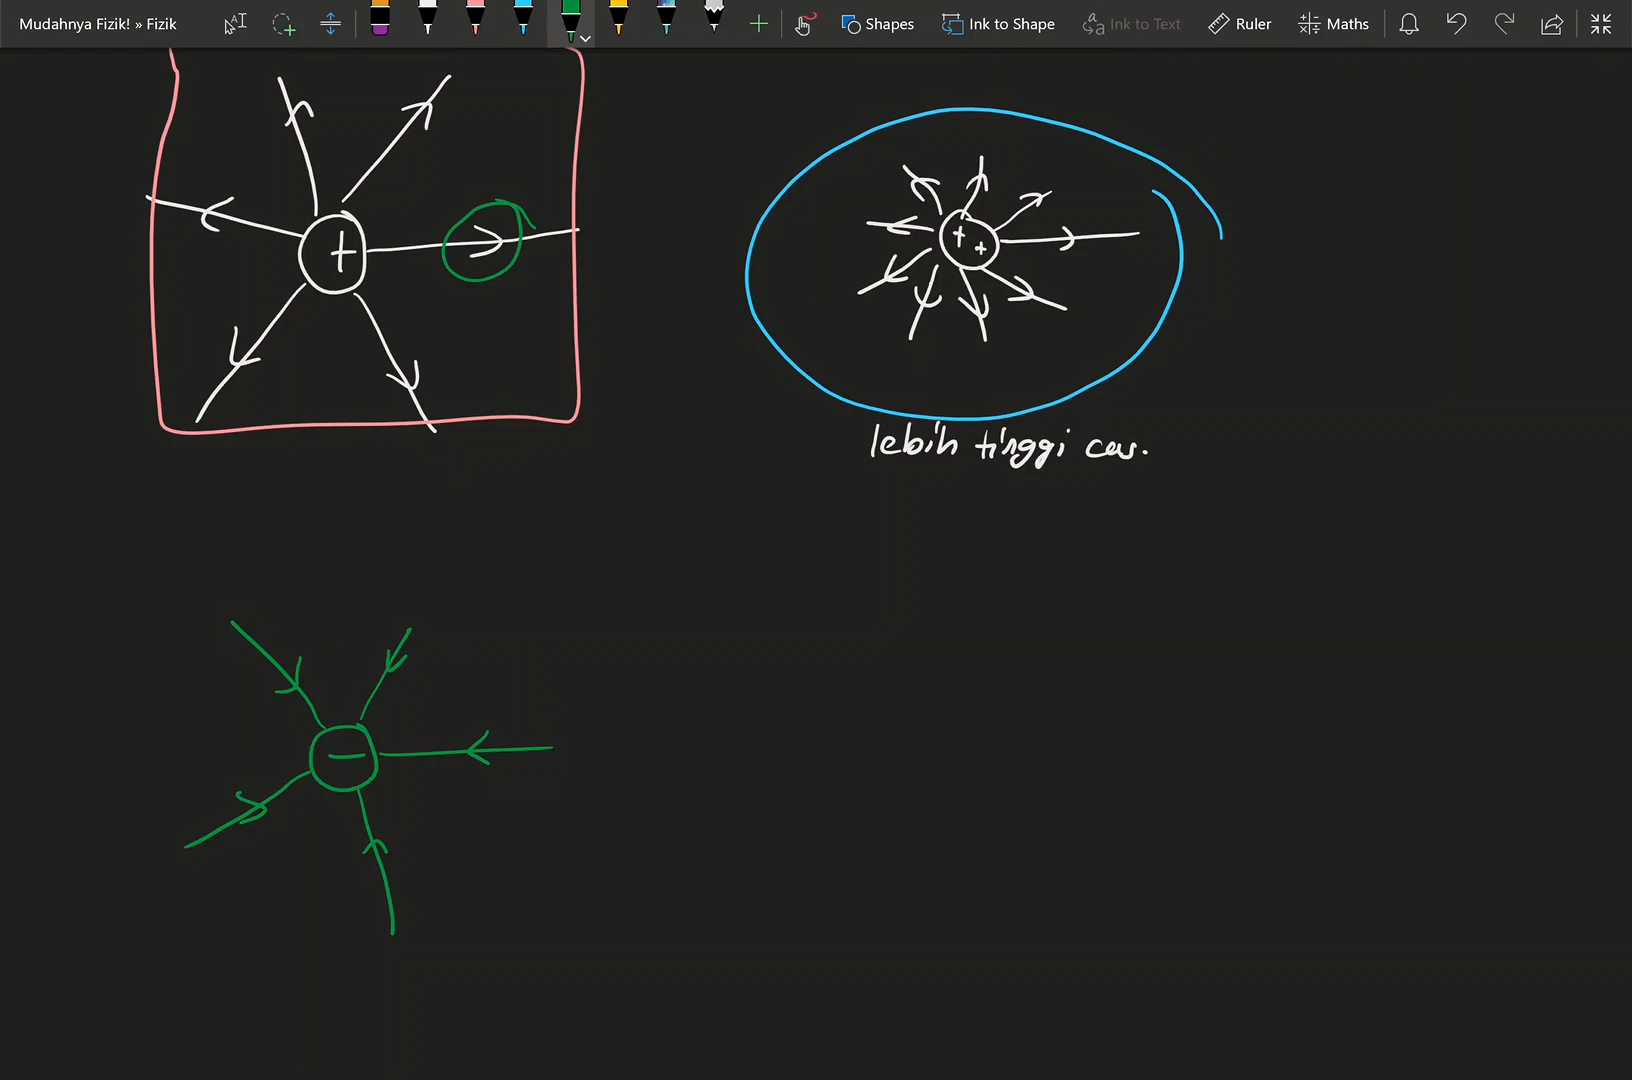 Mudahnya Fizik! » Fizik
Shapes
Ink to Shape
Ink to Text
Ruler
Maths
+
+ +
lebih tinggi cas.
−